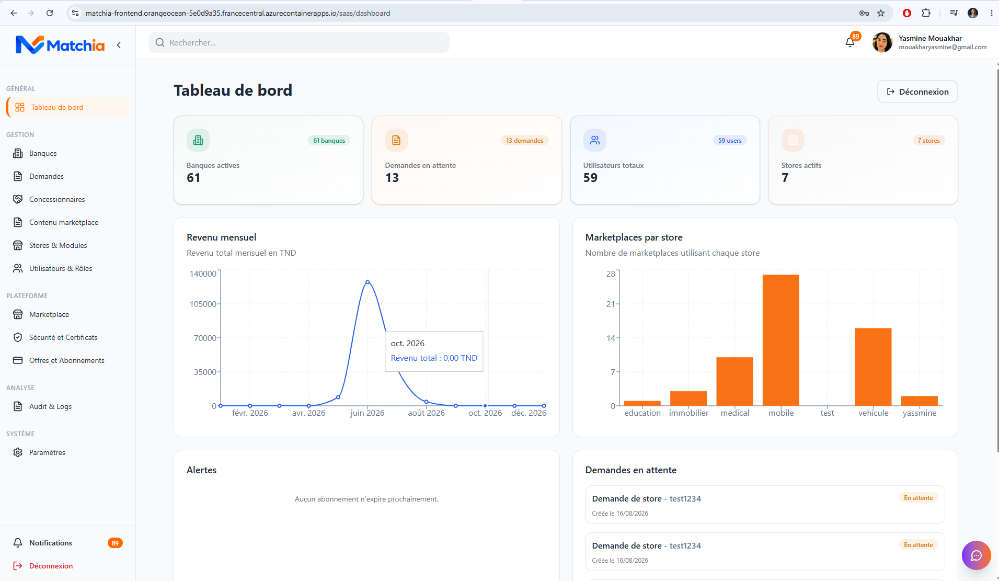 matchia-frontend.orangeocean-5e0d9a35.francecentral.azurecontainerapps.io/saas/dashboard
Matchia
Rechercher...
89
Yasmine Mouakhar
mouakharyasmine@gmail.com
GÉNÉRAL
Tableau de bord
GESTION
Banques
Demandes
Concessionnaires
Contenu marketplace
Stores & Modules
Utilisateurs & Rôles
PLATEFORME
Marketplace
Sécurité et Certificats
Offres et Abonnements
ANALYSE
Audit & Logs
SYSTÈME
Paramètres
Notifications 89
Déconnexion
Tableau de bord
Déconnexion
61 banques
Banques actives
61
13 demandes
Demandes en attente
13
59 users
Utilisateurs totaux
59
7 stores
Stores actifs
7
Revenu mensuel
Revenu total mensuel en TND
140000
105000
70000
35000
0
févr. 2026 avr. 2026 juin 2026 août 2026 oct. 2026 déc. 2026
oct. 2026
Revenu total : 0,00 TND
Marketplaces par store
Nombre de marketplaces utilisant chaque store
28
21
14
7
0
education immobilier medical mobile test vehicule yassmine
Alertes
Aucun abonnement n’expire prochainement.
Demandes en attente
Demande de store - test1234
En attente
Créée le 16/08/2026
Demande de store - test1234
En attente
Créée le 16/08/2026